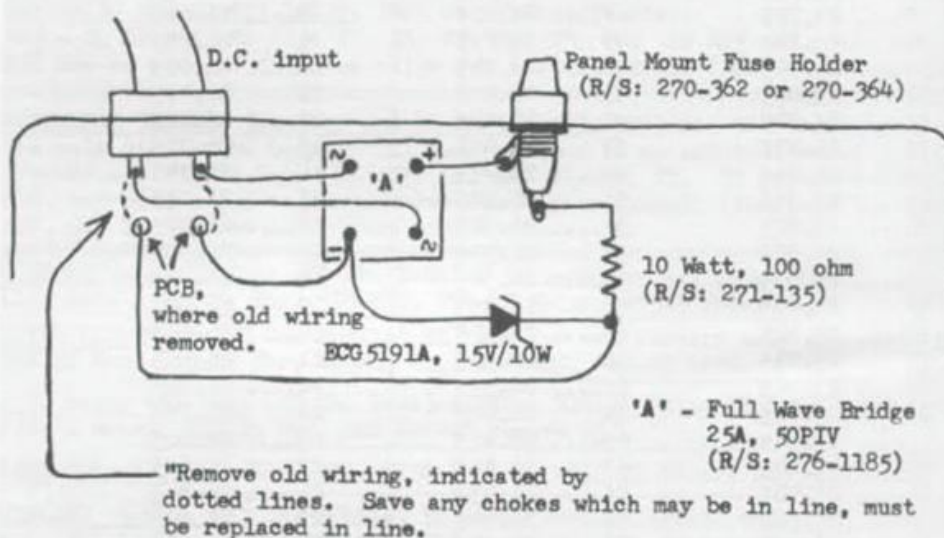 D.C. input
Panel Mount Fuse Holder
(R/S: 270-362 or 270-364)
~
+
'A'
-
~
PCB,
where old wiring
removed.
10 Watt, 100 ohm
(R/S: 271-135)
ECG5191A, 15V/10W
'A' - Full Wave Bridge
25A, 50PIV
(R/S: 276-1185)
"Remove old wiring, indicated by
dotted lines. Save any chokes which may be in line, must
be replaced in line.